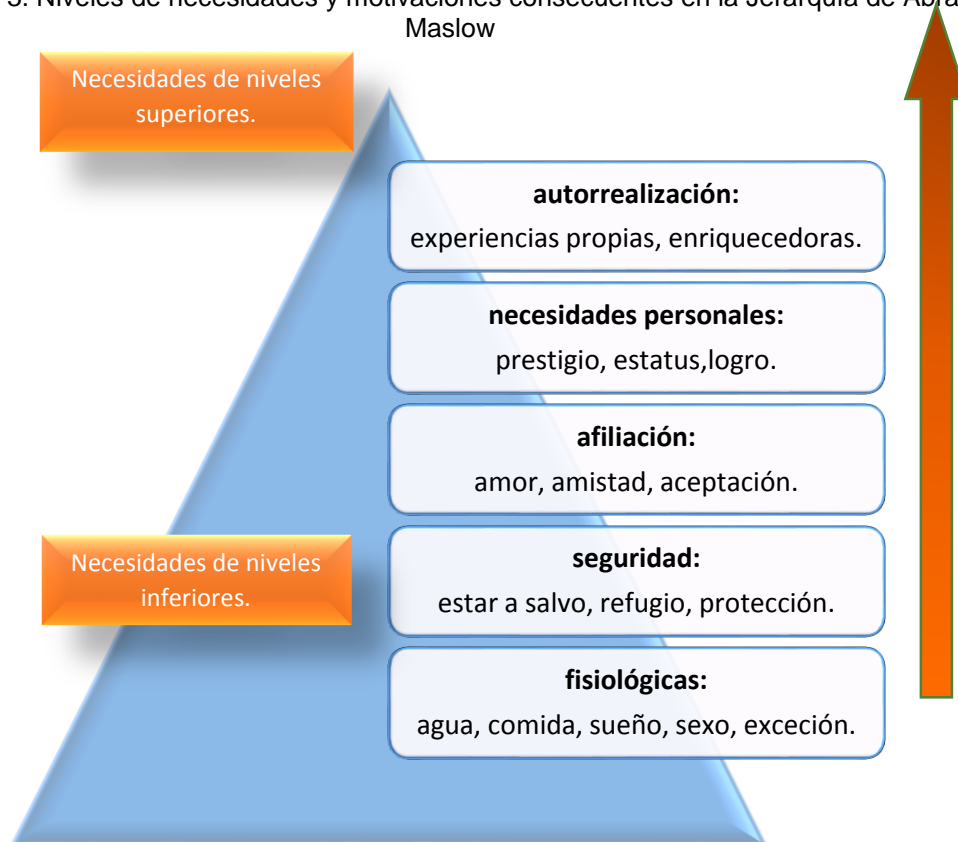 3. Niveles de necesidades y motivaciones consecuentes en la Jerarquía de
Maslow
Necesidades de niveles
superiores.
autorrealización:
experiencias propias, enriquecedoras.
necesidades personales:
prestigio, estatus,logro.
afiliación:
amor, amistad, aceptación.
Necesidades de niveles
inferiores.
seguridad:
estar a salvo, refugio, protección.
fisiológicas:
agua, comida, sueño, sexo, exceción.